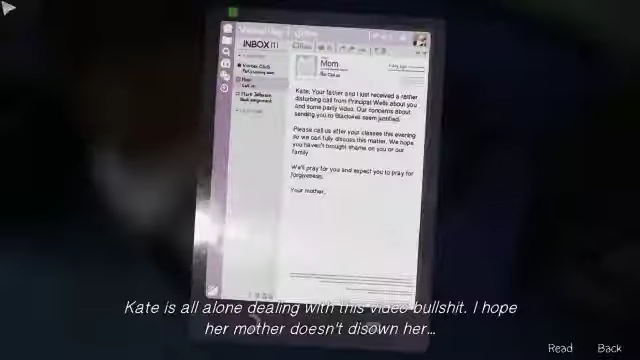 INBOX (1)
Mom
Kate, Your father and I just received a rather
disturbing call from Principal Wells about you
and some party video. Our concerns about
sending you to Blackwell seem justified.
Please call us after your classes this evening
so we can fully discuss this matter. We hope
you haven't brought shame on you or our
family.
We'll pray for you and expect you to pray for
forgiveness.
Your mother,
Kate is all alone dealing with this video bullshit. I hope
her mother doesn't disown her...
Read Back